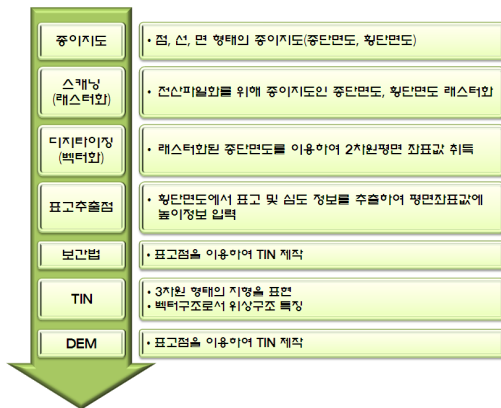 종이지도
• 점, 선, 면 형태의 종이지도(종단면도, 횡단면도)
스캐닝
(래스터화)
• 전산파일화를 위해 종이지도인 종단면도, 횡단면도 래스터화
디지타이징
(벡터화)
• 래스터화된 종단면도를 이용하여 2차원평면 좌표값 취득
표고추출점
• 횡단면도에서 표고 및 심도 정보를 추출하여 평면좌표값에
높이정보 입력
보간법
• 표고점을 이용하여 TIN 제작
TIN
• 3차원 형태의 지형을 표현
• 벡터구조로서 위상구조 특징
DEM
• 표고점을 이용하여 TIN 제작